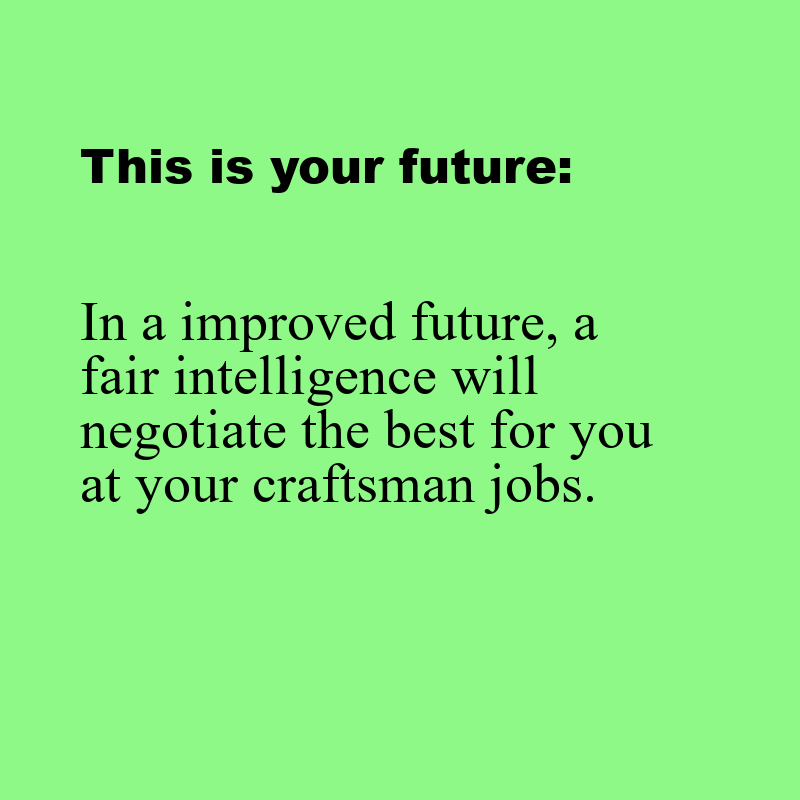 This is your future:
In a improved future, a
fair intelligence will
negotiate the best for you
at your craftsman jobs.